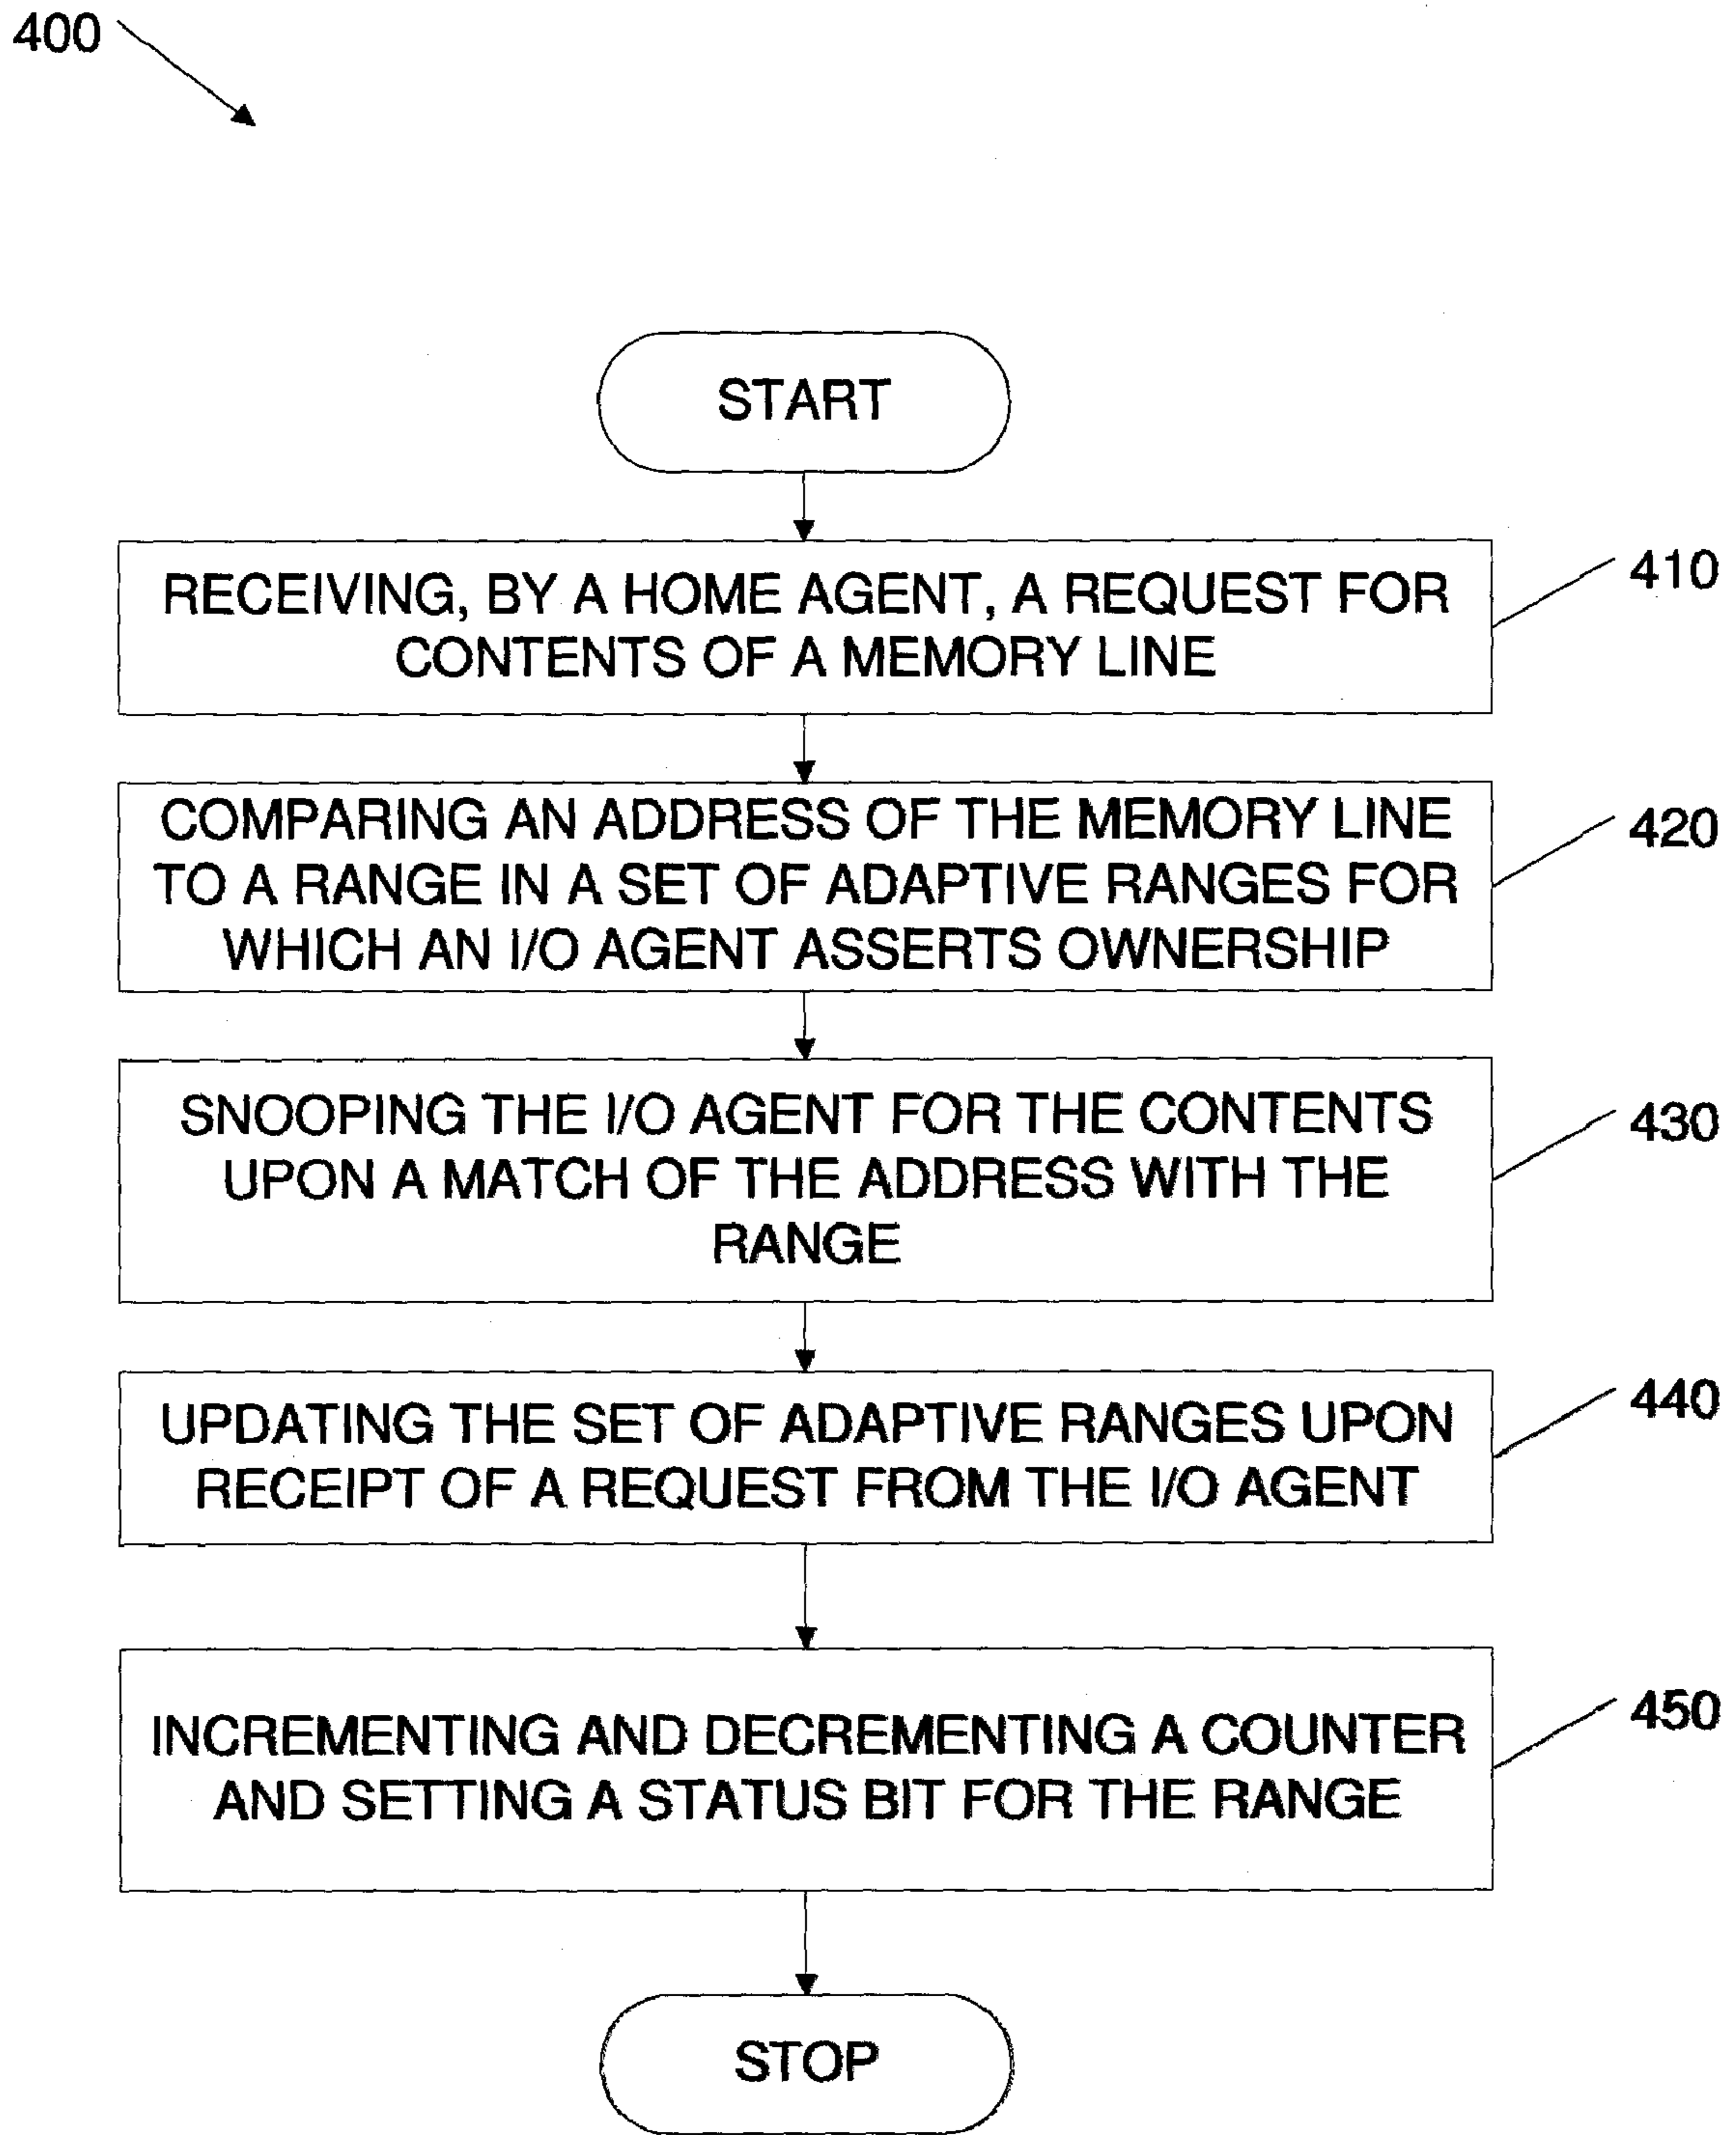 400
START
RECEIVING, BY A HOME AGENT, A REQUEST FOR
CONTENTS OF A MEMORY LINE
410
COMPARING AN ADDRESS OF THE MEMORY LINE
TO A RANGE IN A SET OF ADAPTIVE RANGES FOR
WHICH AN I/O AGENT ASSERTS OWNERSHIP
420
SNOOPING THE I/O AGENT FOR THE CONTENTS
UPON A MATCH OF THE ADDRESS WITH THE
RANGE
430
UPDATING THE SET OF ADAPTIVE RANGES UPON
RECEIPT OF A REQUEST FROM THE I/O AGENT
440
INCREMENTING AND DECREMENTING A COUNTER
AND SETTING A STATUS BIT FOR THE RANGE
450
STOP